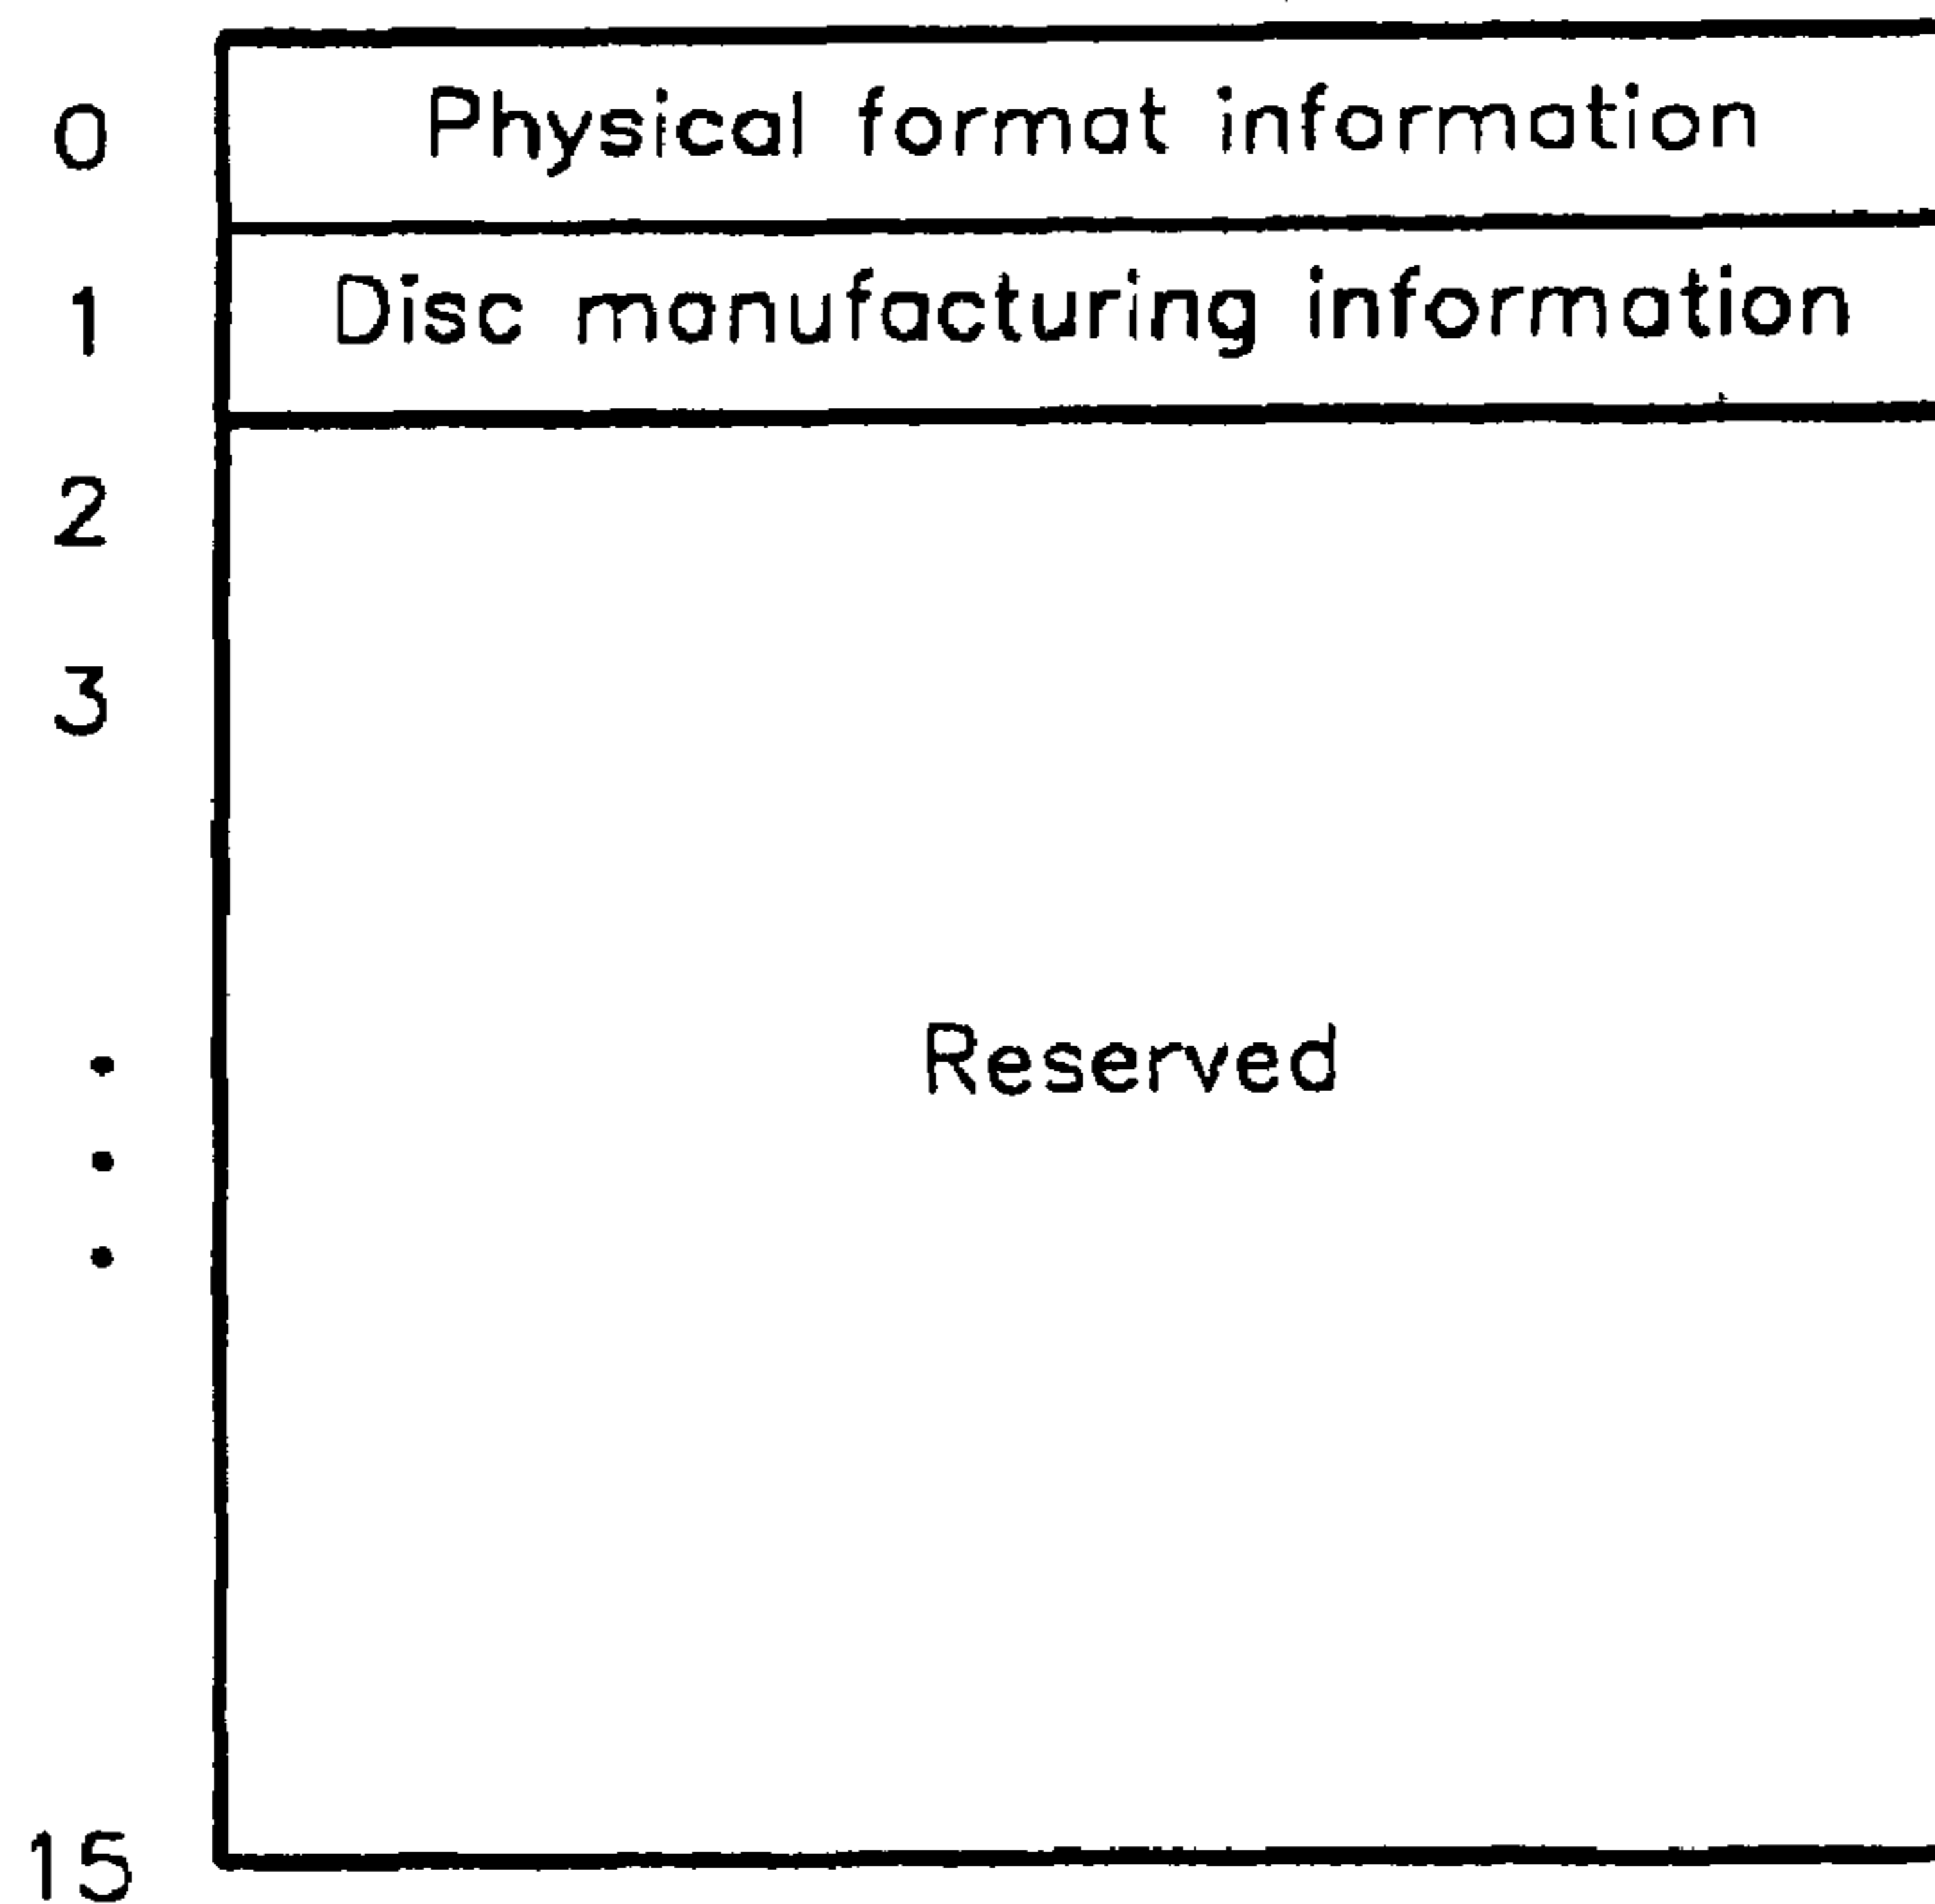 0 Physical format information
1 Disc manufacturing information
2
3
Reserved
15